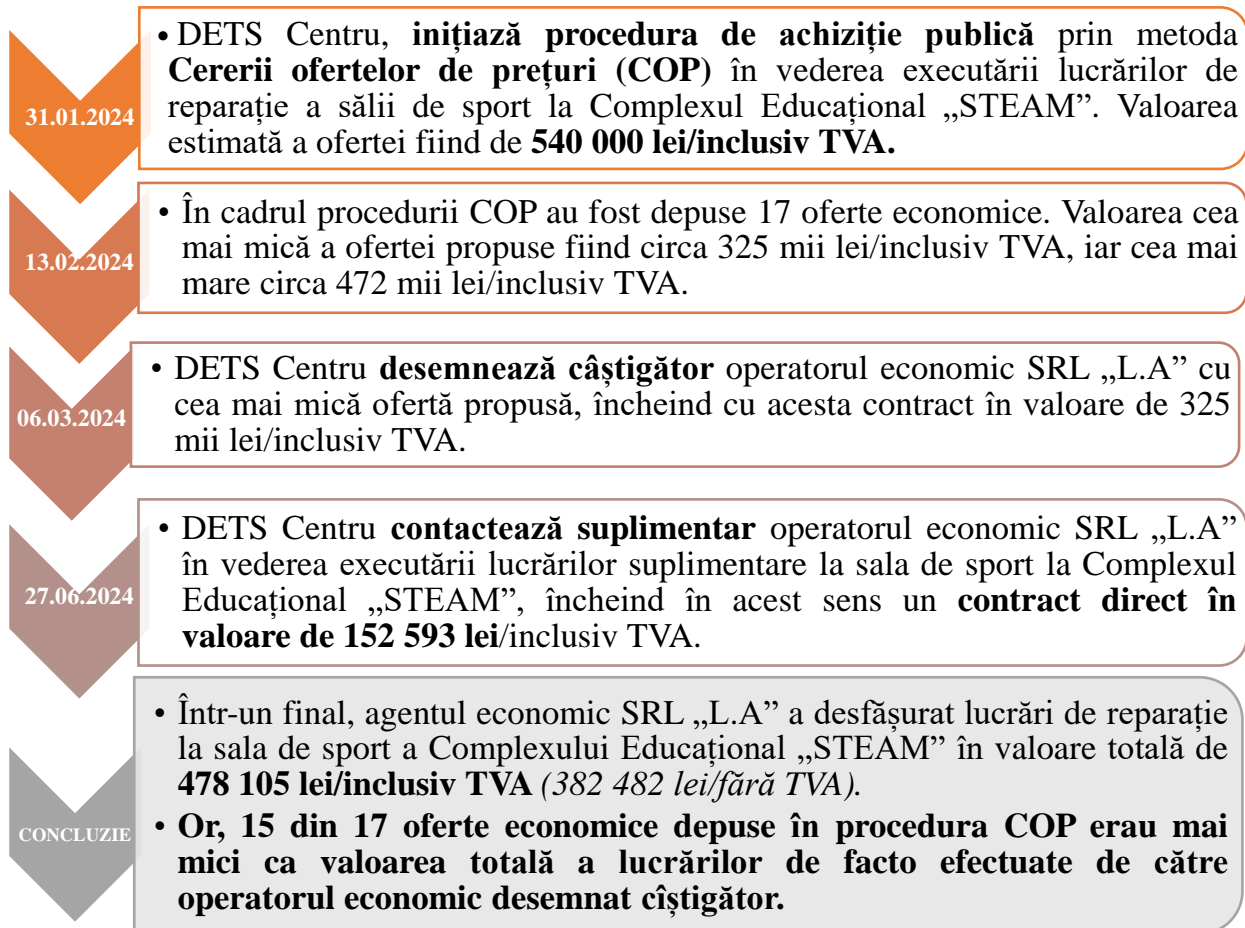 31.01.2024
• DETS Centru, inițiază procedura de achiziție publică prin metoda
Cererii ofertelor de prețuri (COP) în vederea executării lucrărilor de
reparație a sălii de sport la Complexul Educațional „STEAM”. Valoarea
estimată a ofertei fiind de 540 000 lei/inclusiv TVA.
13.02.2024
• În cadrul procedurii COP au fost depuse 17 oferte economice. Valoarea cea
mai mică a ofertei propuse fiind circa 325 mii lei/inclusiv TVA, iar cea mai
mare circa 472 mii lei/inclusiv TVA.
06.03.2024
• DETS Centru desemnează câștigător operatorul economic SRL „L.A” cu
cea mai mică ofertă propusă, încheind cu acesta contract în valoare de 325
mii lei/inclusiv TVA.
27.06.2024
• DETS Centru contactează suplimentar operatorul economic SRL „L.A”
în vederea executării lucrărilor suplimentare la sala de sport la Complexul
Educațional „STEAM”, încheind în acest sens un contract direct în
valoare de 152 593 lei/inclusiv TVA.
CONCLUZIE
• Într-un final, agentul economic SRL „L.A” a desfășurat lucrări de reparație
la sala de sport a Complexului Educațional „STEAM” în valoare totală de
478 105 lei/inclusiv TVA (382 482 lei/fără TVA).
• Or, 15 din 17 oferte economice depuse în procedura COP erau mai
mici ca valoarea totală a lucrărilor de facto efectuate de către
operatorul economic desemnat cîștigător.